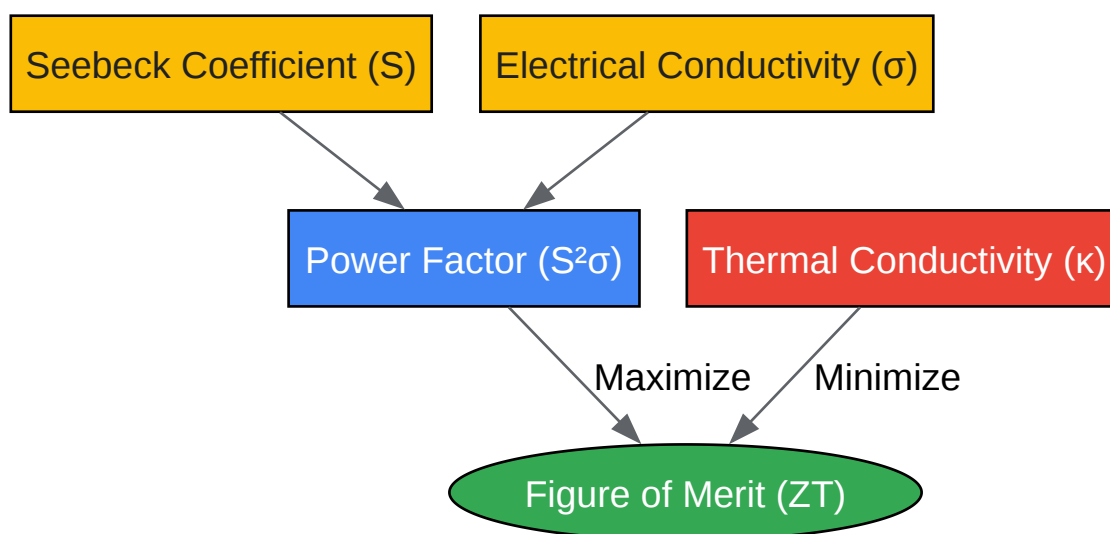 Seebeck Coefficient (S)
Electrical Conductivity (σ)
Power Factor (S²σ)
Thermal Conductivity (κ)
Maximize
Minimize
Figure of Merit (ZT)